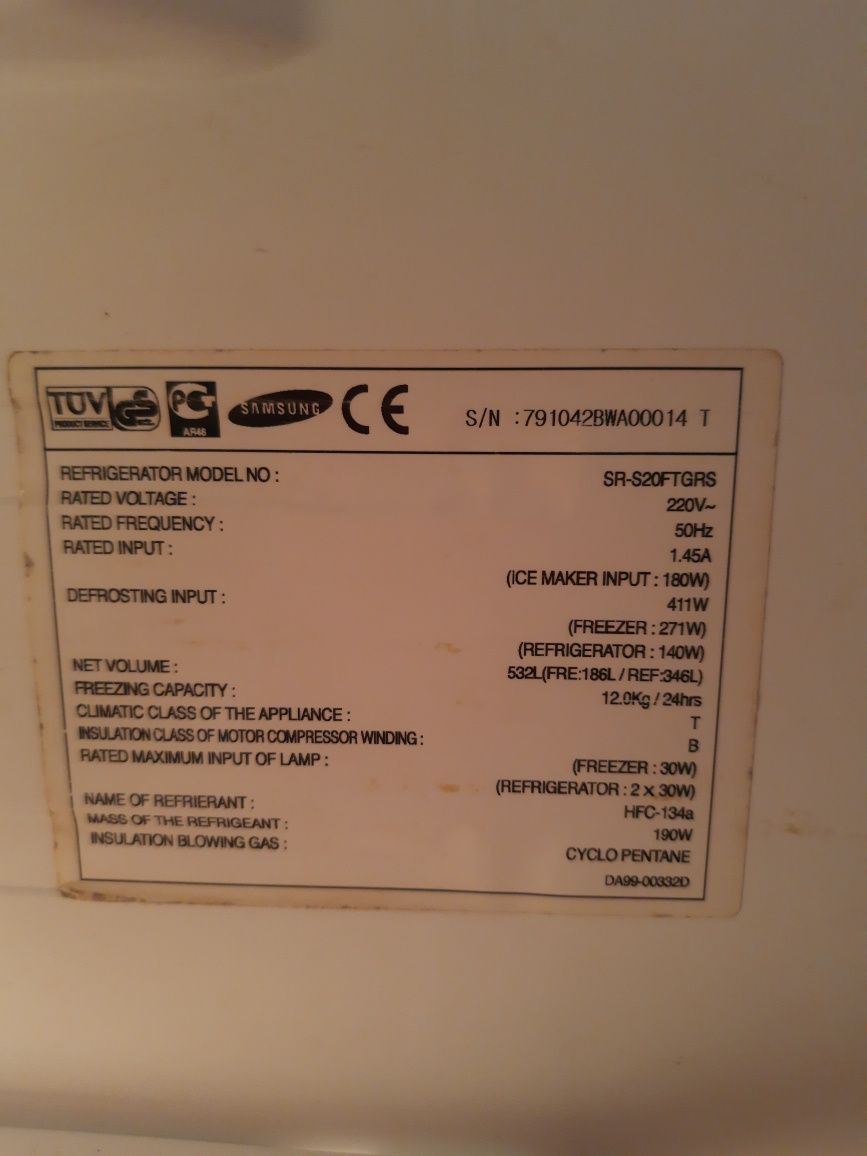 TÜV PRODUCT SERVICE GS PG AR46 SAMSUNG CE S/N :791042BWA00014 T
REFRIGERATOR MODEL NO : SR-S20FTGRS
RATED VOLTAGE : 220V~
RATED FREQUENCY : 50Hz
RATED INPUT : 1.45A
(ICE MAKER INPUT : 180W)
DEFROSTING INPUT : 411W
(FREEZER : 271W)
(REFRIGERATOR : 140W)
NET VOLUME : 532L(FRE:186L / REF:346L)
FREEZING CAPACITY : 12.0Kg / 24hrs
CLIMATIC CLASS OF THE APPLIANCE : T
INSULATION CLASS OF MOTOR COMPRESSOR WINDING : B
RATED MAXIMUM INPUT OF LAMP : (FREEZER : 30W)
(REFRIGERATOR : 2 x 30W)
NAME OF REFRIERANT : HFC-134a
MASS OF THE REFRIGEANT : 190W
INSULATION BLOWING GAS : CYCLO PENTANE
DA99-00332D